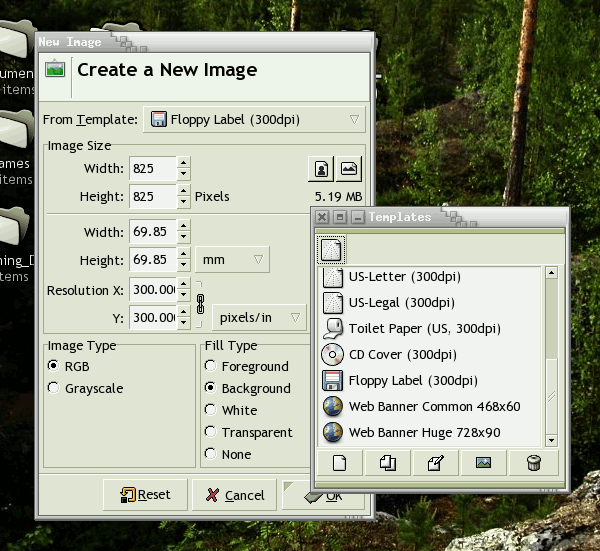 New Image
Create a New Image
From Template: Floppy Label (300dpi)
Image Size
Width: 825
Height: 825 Pixels 5.19 MB
Width: 69.85
Height: 69.85 mm
Resolution X: 300.00
Y: 300.00 pixels/in
Image Type
RGB
Grayscale
Fill Type
Foreground
Background
White
Transparent
None
Reset Cancel OK
Templates
US-Letter (300dpi)
US-Legal (300dpi)
Toilet Paper (US, 300dpi)
CD Cover (300dpi)
Floppy Label (300dpi)
Web Banner Common 468x60
Web Banner Huge 728x90
umen
items
ames
items
ning_D
items